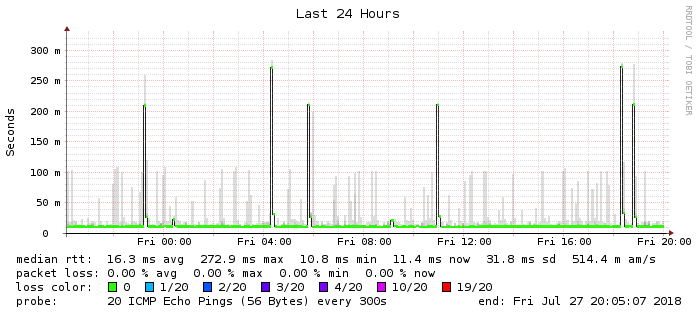 Last 24 Hours
RRDTOOL / TOBI OETIKER
Seconds
300 m
250 m
200 m
150 m
100 m
50 m
0
Fri 00:00 Fri 04:00 Fri 08:00 Fri 12:00 Fri 16:00 Fri 20:00
median rtt: 16.3 ms avg 272.9 ms max 10.8 ms min 11.4 ms now 31.8 ms sd 514.4 m am/s
packet loss: 0.00 % avg 0.00 % max 0.00 % min 0.00 % now
loss color: 0 1/20 2/20 3/20 4/20 10/20 19/20
probe: 20 ICMP Echo Pings (56 Bytes) every 300s end: Fri Jul 27 20:05:07 2018